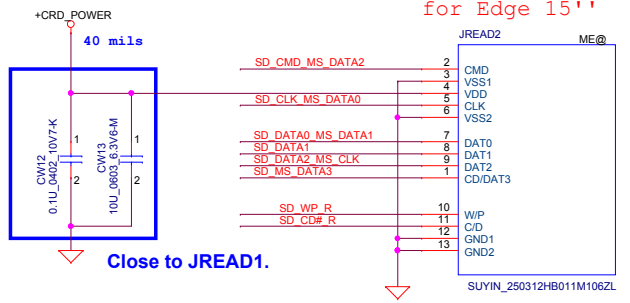 for Edge 15''
+CRD_POWER
40 mils
JREAD2
ME@
SD_CMD_MS_DATA2 2 CMD
3 VSS1
4 VDD
SD_CLK_MS_DATA0 5 CLK
6 VSS2
SD_DATA0_MS_DATA1 7 DAT0
SD_DATA1 8 DAT1
SD_DATA2_MS_CLK 9 DAT2
SD_MS_DATA3 1 CD/DAT3
SD_WP_R 10 W/P
SD_CD#_R 11 C/D
12 GND1
13 GND2
1
2
CW12
0.1U_0402_10V7-K
1
2
CW13
10U_0603_6.3V6-M
Close to JREAD1.
SUYIN_250312HB011M106ZL